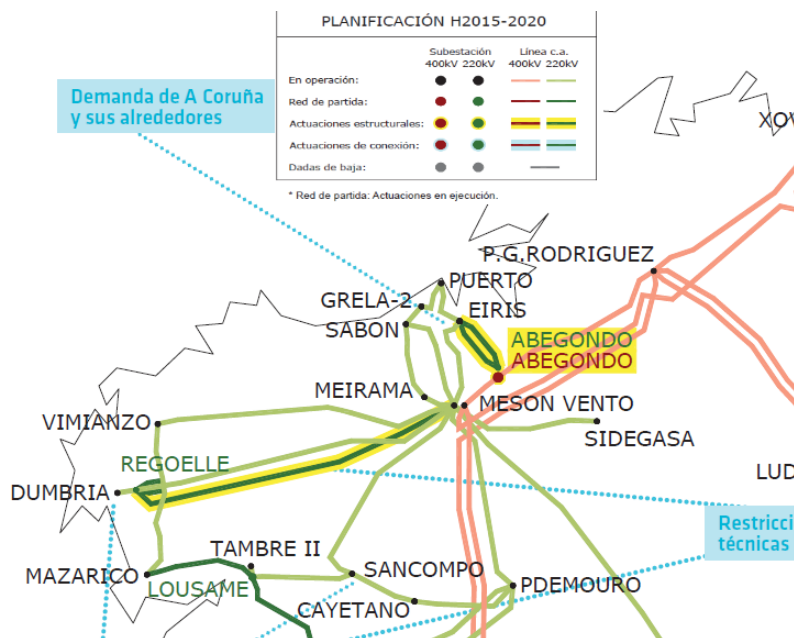 PLANIFICACIÓN H2015-2020
Subestación Línea c.a.
400kV 220kV 400kV 220kV
En operación:
Red de partida:
Actuaciones estructurales:
Actuaciones de conexión:
Dadas de baja:
* Red de partida: Actuaciones en ejecución.
Demanda de A Coruña
y sus alrededores
XOV
P.G.RODRIGUEZ
PUERTO
GRELA-2
EIRIS
SABON
ABEGONDO
ABEGONDO
MEIRAMA
MESON VENTO
VIMIANZO
SIDEGASA
REGOELLE
LUD
DUMBRIA
Restricci
técnicas
TAMBRE II
MAZARICO
SANCOMPO
LOUSAME
PDEMOURO
CAYETANO